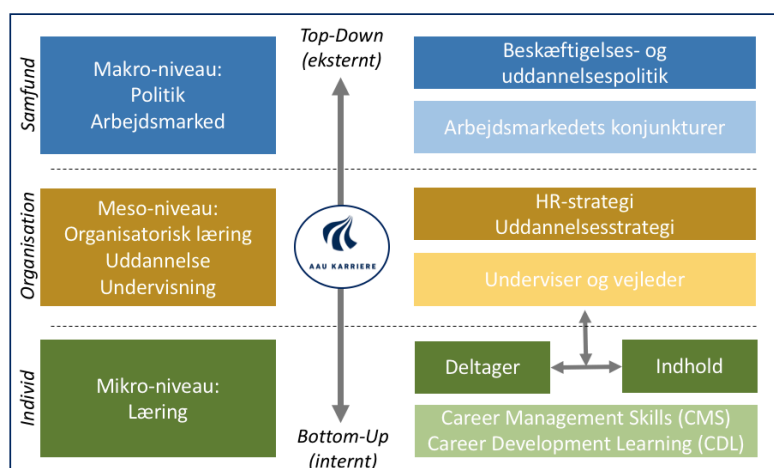 Top-Down
(eksternt)
Samfund
Makro-niveau:
Politik
Arbejdsmarked
Beskæftigelses- og
uddannelsespolitik
Arbejdsmarkedets konjunkturer
Organisation
Meso-niveau:
Organisatorisk læring
Uddannelse
Undervisning
AAU KARRIERE
HR-strategi
Uddannelsesstrategi
Underviser og vejleder
Individ
Mikro-niveau:
Læring
Deltager
Indhold
Career Management Skills (CMS)
Career Development Learning (CDL)
Bottom-Up
(internt)